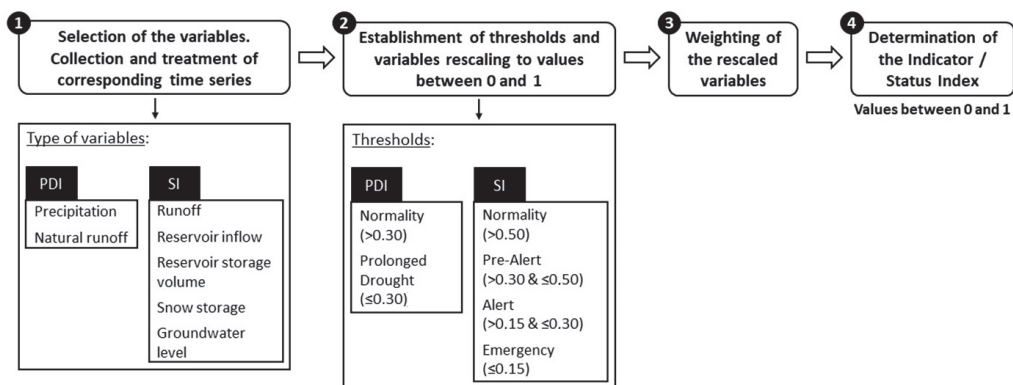 1
Selection of the variables.
Collection and treatment of
corresponding time series
2
Establishment of thresholds and
variables rescaling to values
between 0 and 1
3
Weighting
of the
rescaled
variables
4
Determination of
the Indicator /
Status Index
Values between 0 and 1
Type of variables:
PDI
Precipitation
Natural runoff
SI
Runoff
Reservoir inflow
Reservoir storage
volume
Snow storage
Groundwater
level
Thresholds:
PDI
Normality
(>0.30)
Prolonged
Drought
(≤0.30)
SI
Normality
(>0.50)
Pre-Alert
(>0.30 & ≤0.50)
Alert
(>0.15 & ≤0.30)
Emergency
(≤0.15)